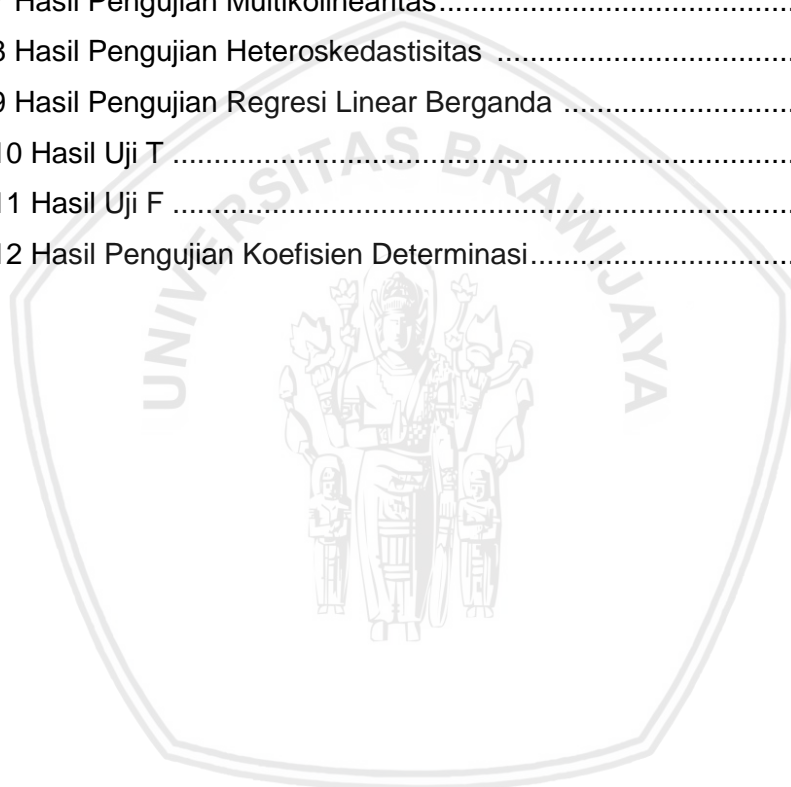 Hasil Pengujian Multikolinearitas.......................................
8 Hasil Pengujian Heteroskedastisitas ....................................
9 Hasil Pengujian Regresi Linear Berganda ............................
10 Hasil Uji T ...........................................................................
11 Hasil Uji F ...........................................................................
12 Hasil Pengujian Koefisien Determinasi................................
UNIVERSITAS BRAWIJAYA